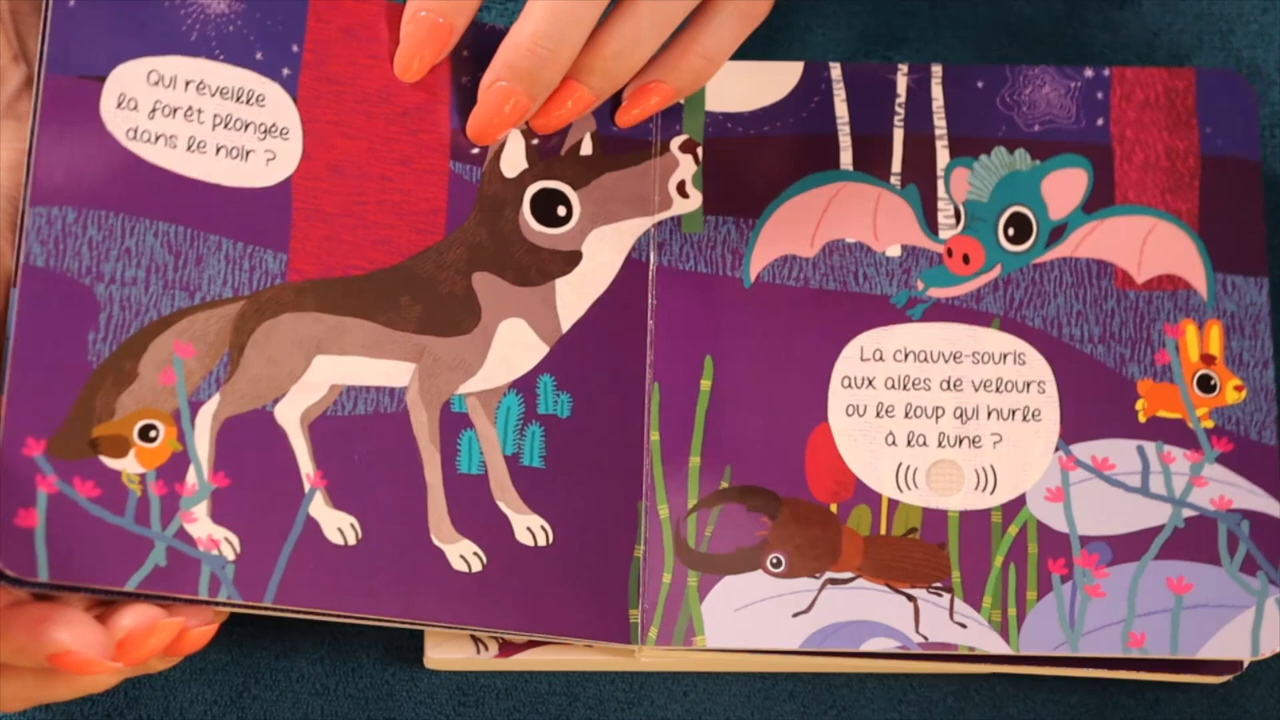 Qui réveille
la forêt plongée
dans le noir ?
La chauve-souris
aux ailes de velours
ou le loup qui hurle
à la lune ?